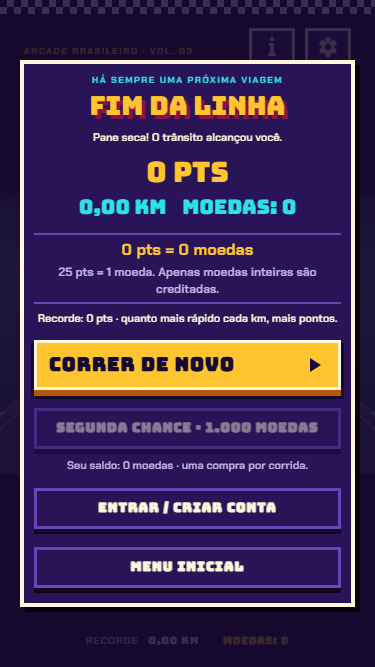 ARCADE BRASILEIRO · VOL. 03
i
HÁ SEMPRE UMA PRÓXIMA VIAGEM
FIM DA LINHA
Pane seca! O trânsito alcançou você.
0 PTS
0,00 KM MOEDAS: 0
0 pts = 0 moedas
25 pts = 1 moeda. Apenas moedas inteiras são
creditadas.
Recorde: 0 pts · quanto mais rápido cada km, mais pontos.
CORRER DE NOVO
SEGUNDA CHANCE · 1.000 MOEDAS
Seu saldo: 0 moedas · uma compra por corrida.
ENTRAR / CRIAR CONTA
MENU INICIAL
RECORDE 0,00 KM MOEDAS: 0